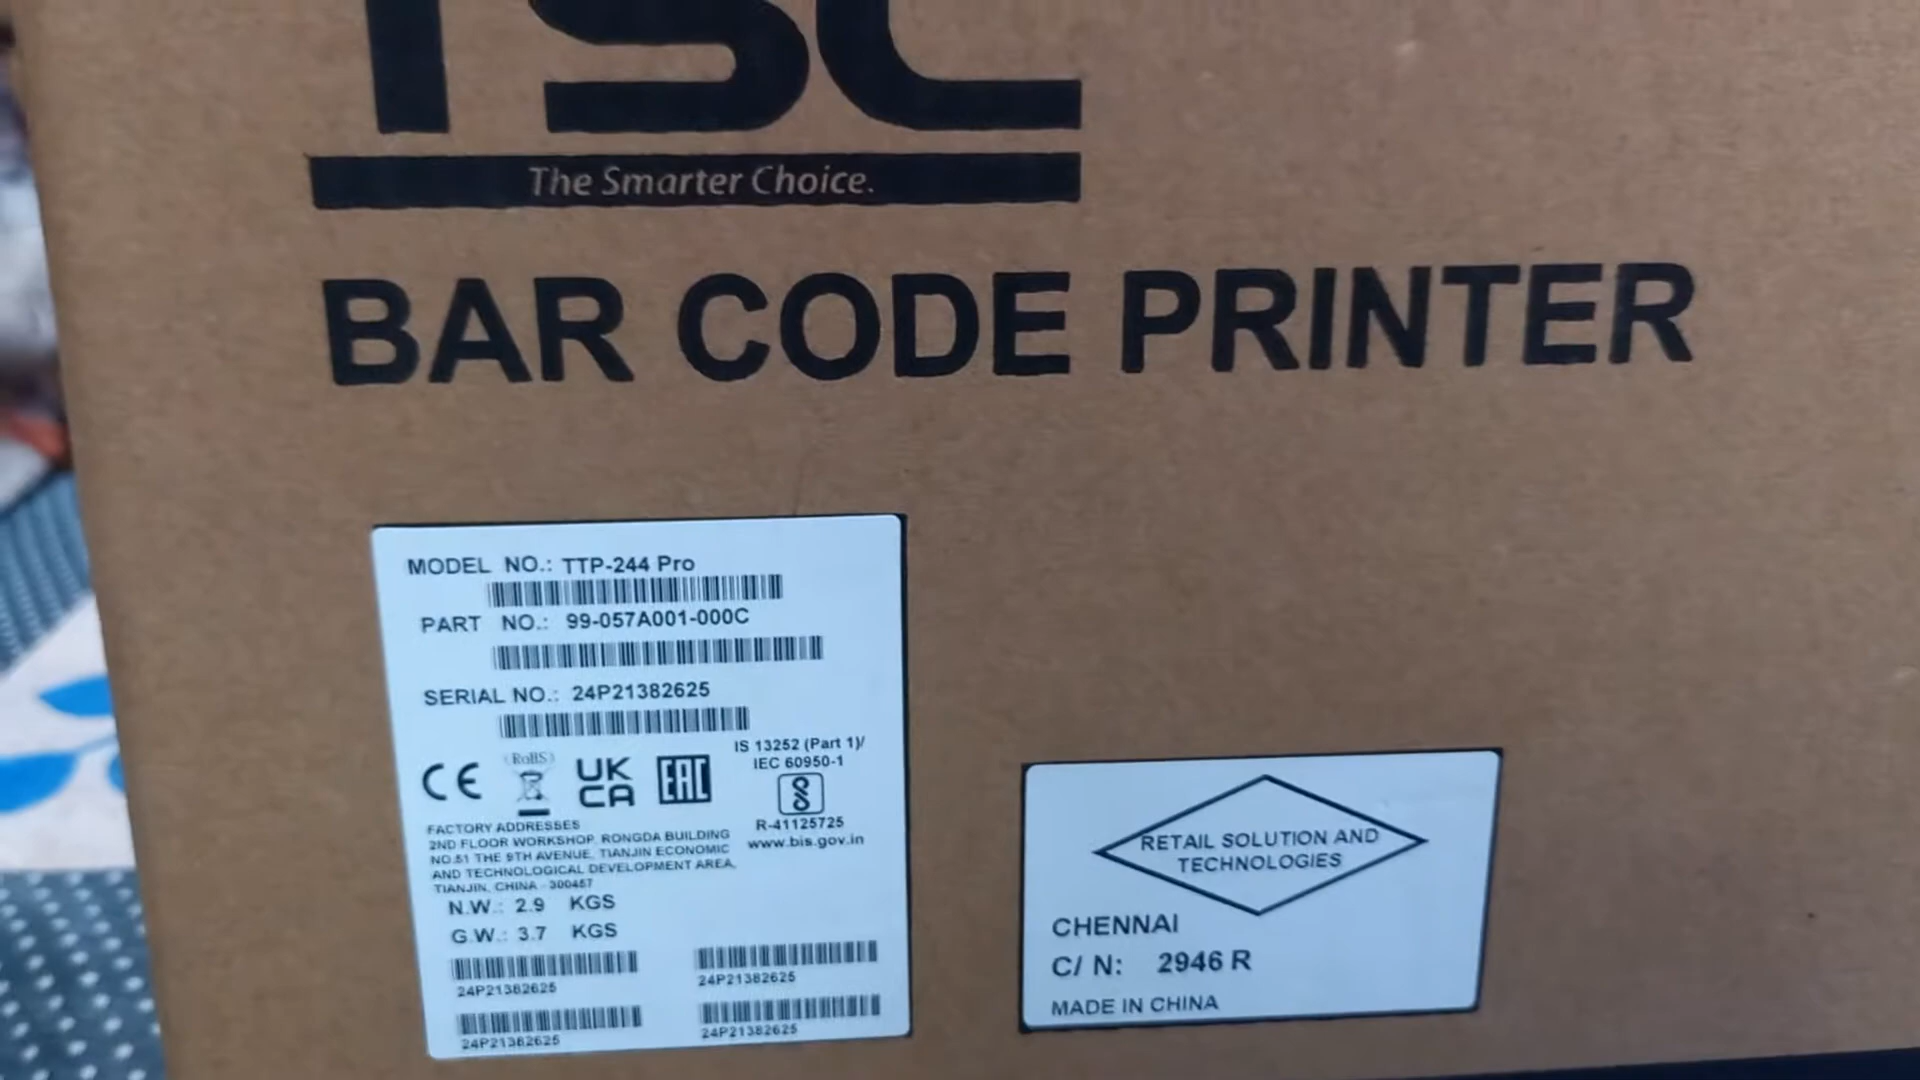 TSC
The Smarter Choice.
BAR CODE PRINTER
MODEL NO.: TTP-244 Pro
PART NO.: 99-057A001-000C
SERIAL NO.: 24P21382625
CE
RoHS
UK
CA
EAC
IS 13252 (Part 1)/
IEC 60950-1
R-41125725
www.bis.gov.in
FACTORY ADDRESSES
2ND FLOOR WORKSHOP, RONGDA BUILDING
NO.51 THE 9TH AVENUE, TIANJIN ECONOMIC
AND TECHNOLOGICAL DEVELOPMENT AREA,
TIANJIN, CHINA - 300457
N.W.: 2.9 KGS
G.W.: 3.7 KGS
24P21382625
24P21382625
24P21382625
24P21382625
RETAIL SOLUTION AND
TECHNOLOGIES
CHENNAI
C/ N: 2946 R
MADE IN CHINA